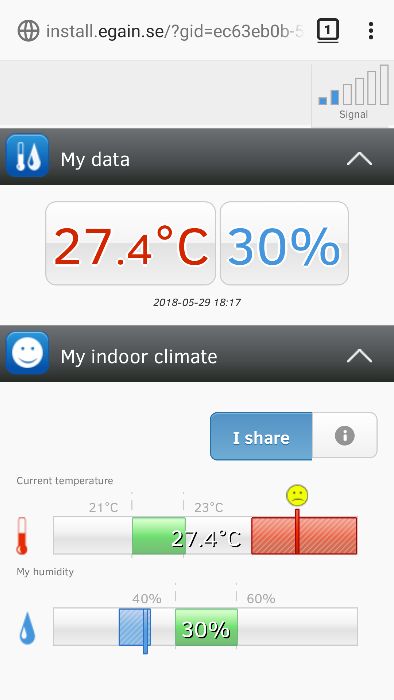 install.egain.se/?gid=ec63eb0b-5
1
Signal
My data
27.4°C
30%
2018-05-29 18:17
My indoor climate
I share
i
Current temperature
21°C
23°C
27.4°C
My humidity
40%
60%
30%